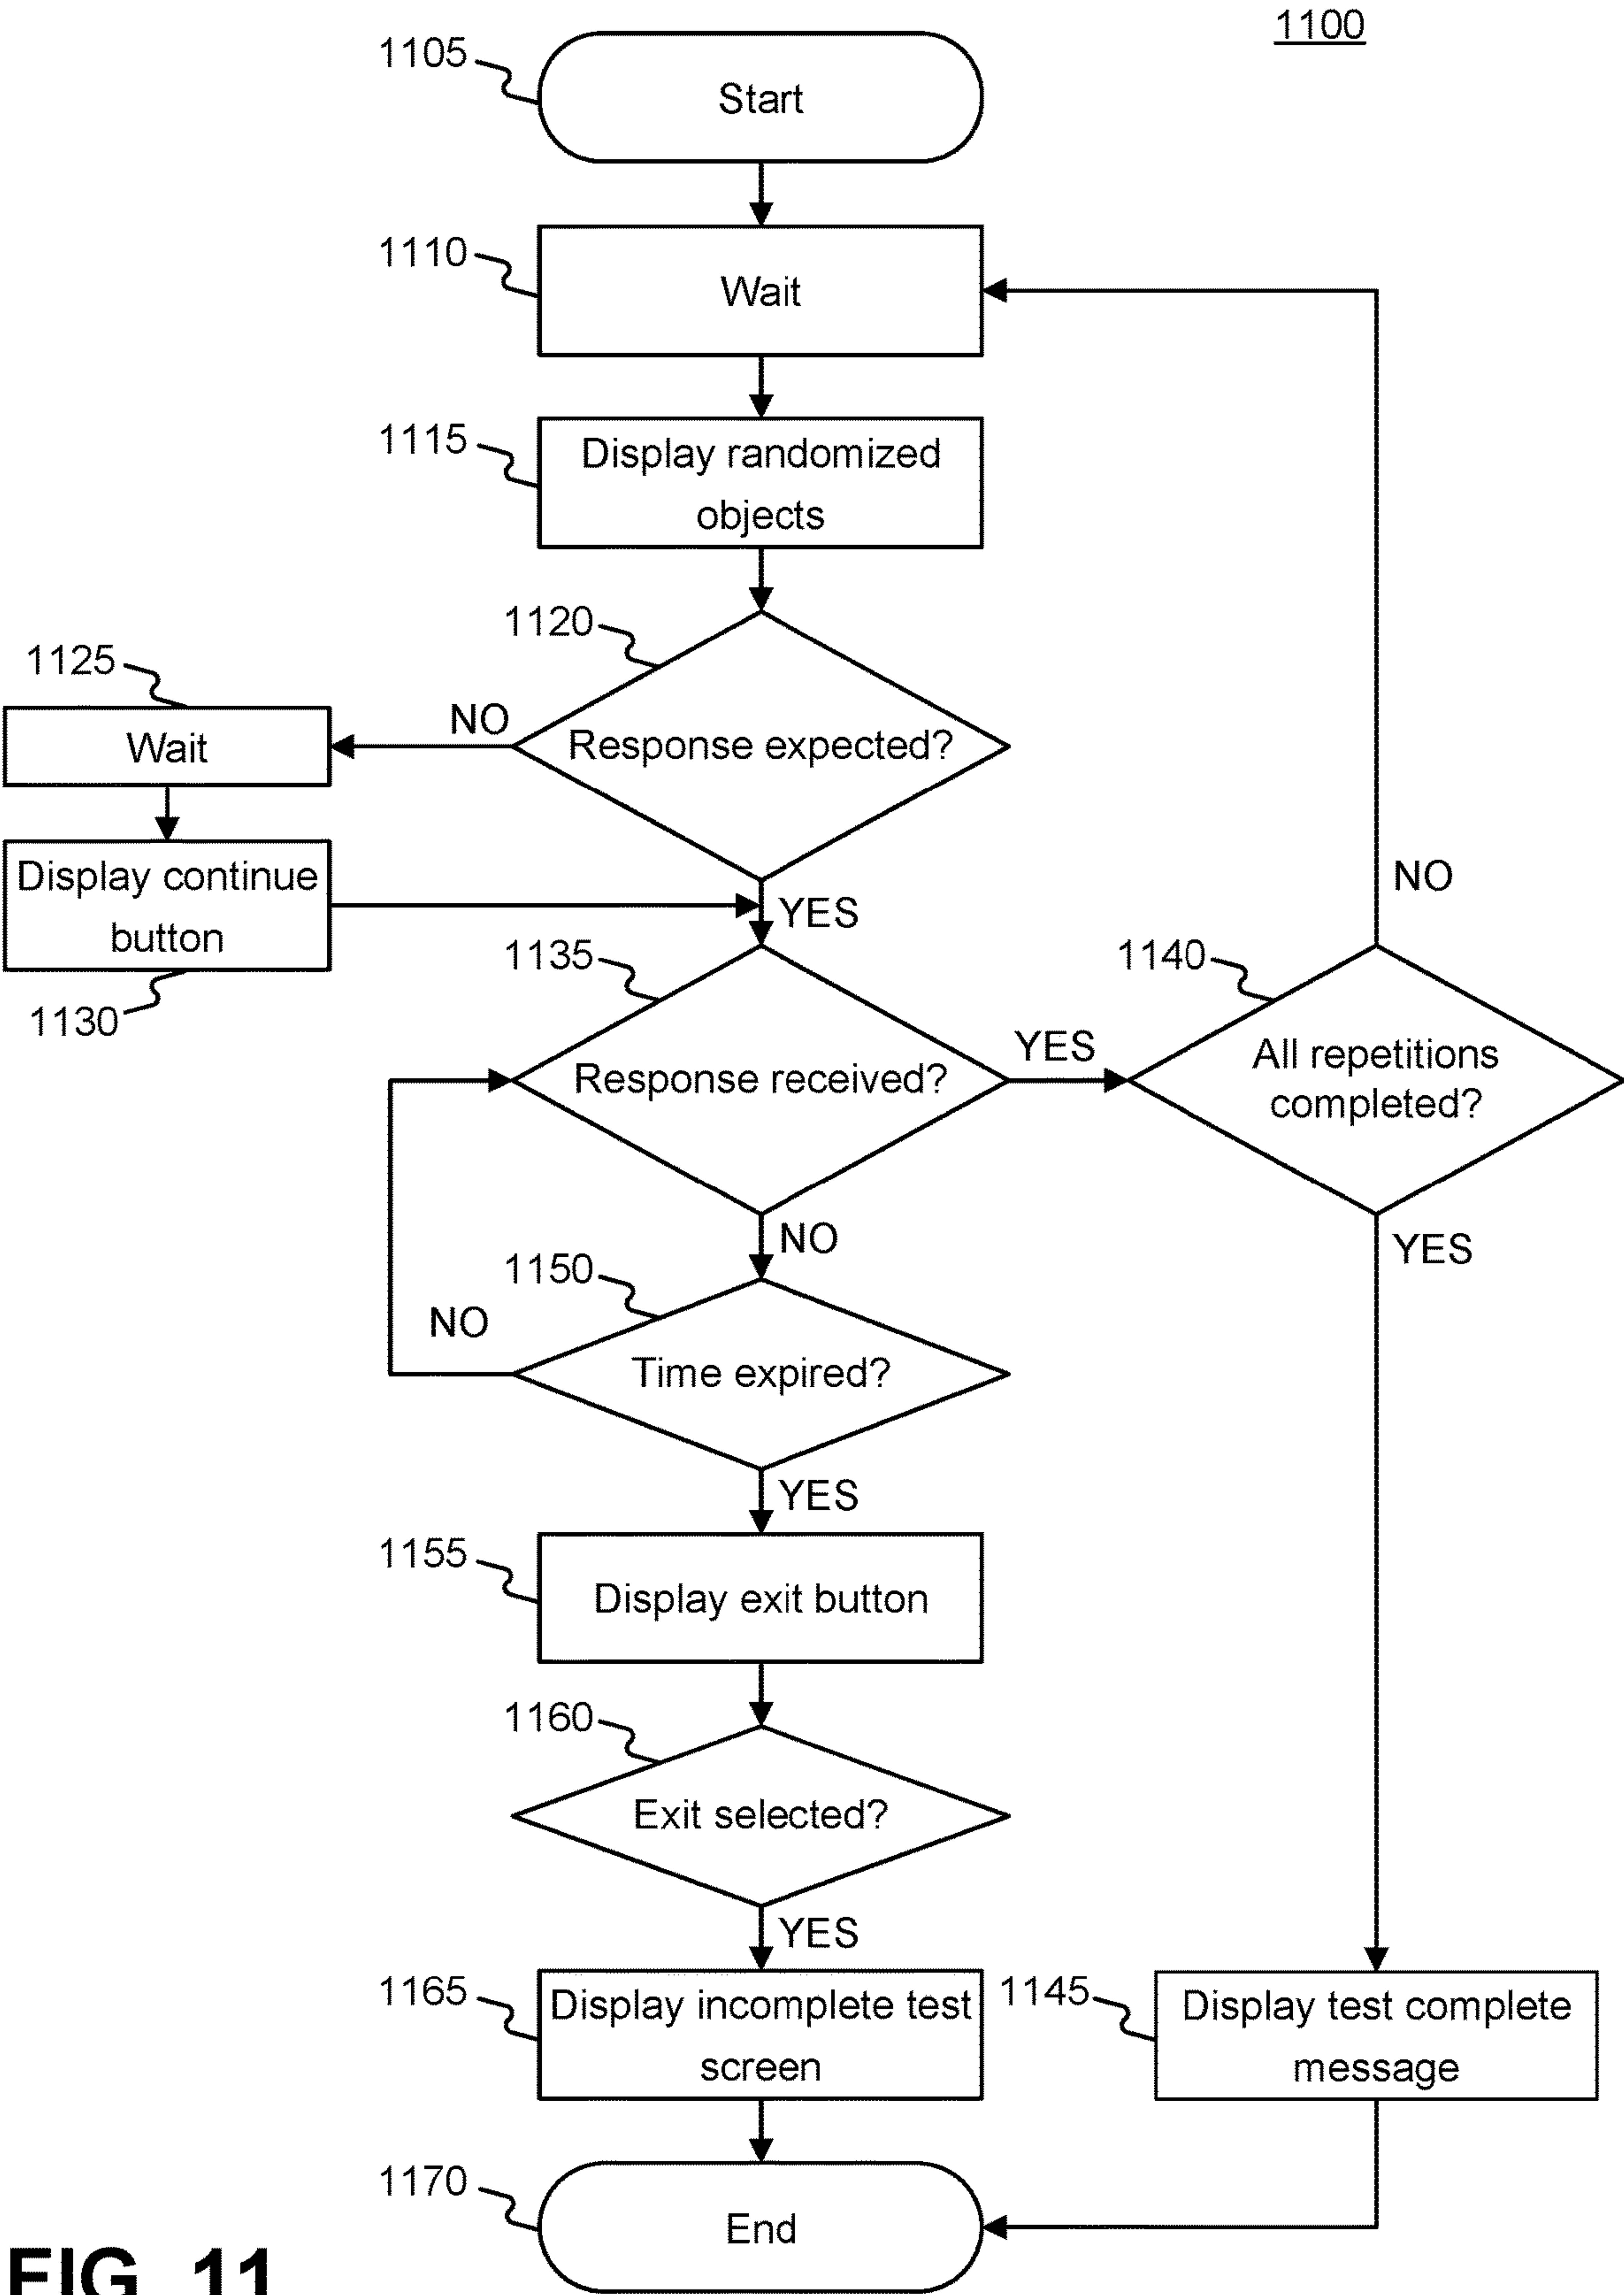 1100
1105
Start
1110
Wait
1115
Display randomized
objects
1120
Response expected?
NO
YES
1125
Wait
Display continue
button
1130
1135
Response received?
YES
NO
1140
All repetitions
completed?
NO
YES
1150
Time expired?
NO
YES
1155
Display exit button
1160
Exit selected?
YES
1165
Display incomplete test
screen
1145
Display test complete
message
1170
End
FIG. 11